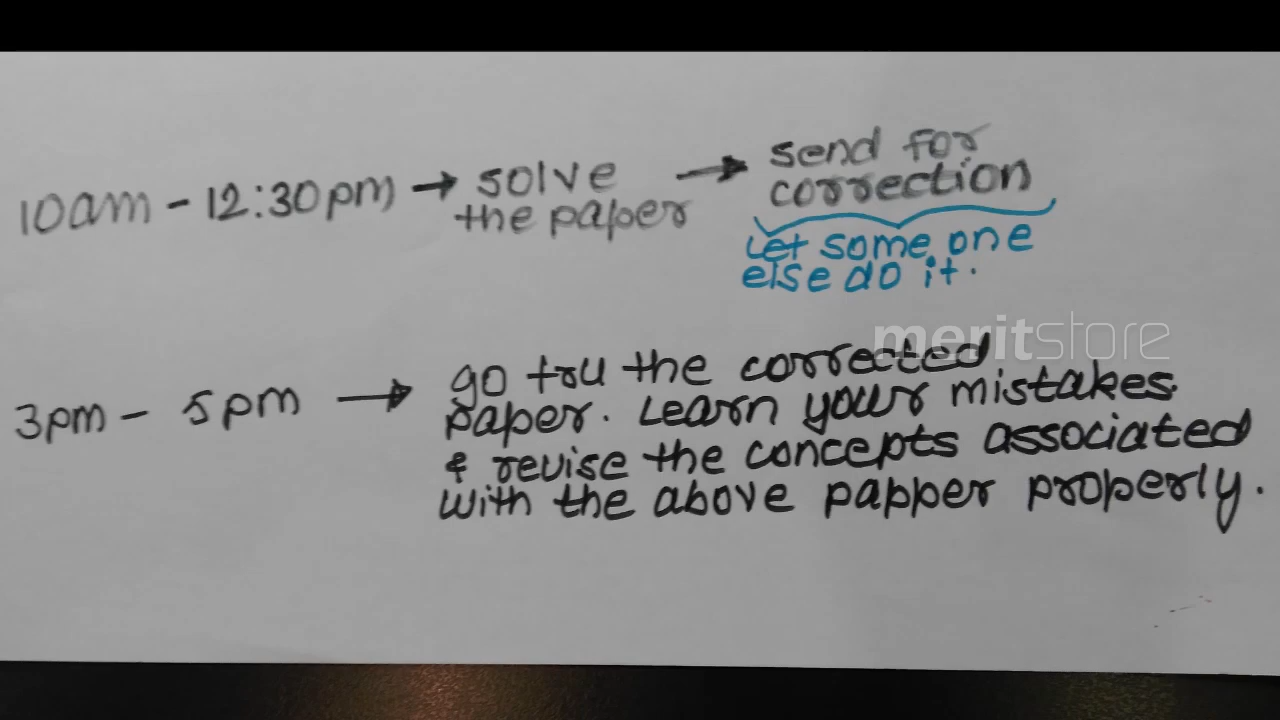 10am - 12:30pm → solve the paper → send for correction
Let some one
else do it.
meritstore
3pm - 5pm → go tru the corrected
paper. Learn your mistakes
& revise the concepts associated
with the above papper properly.